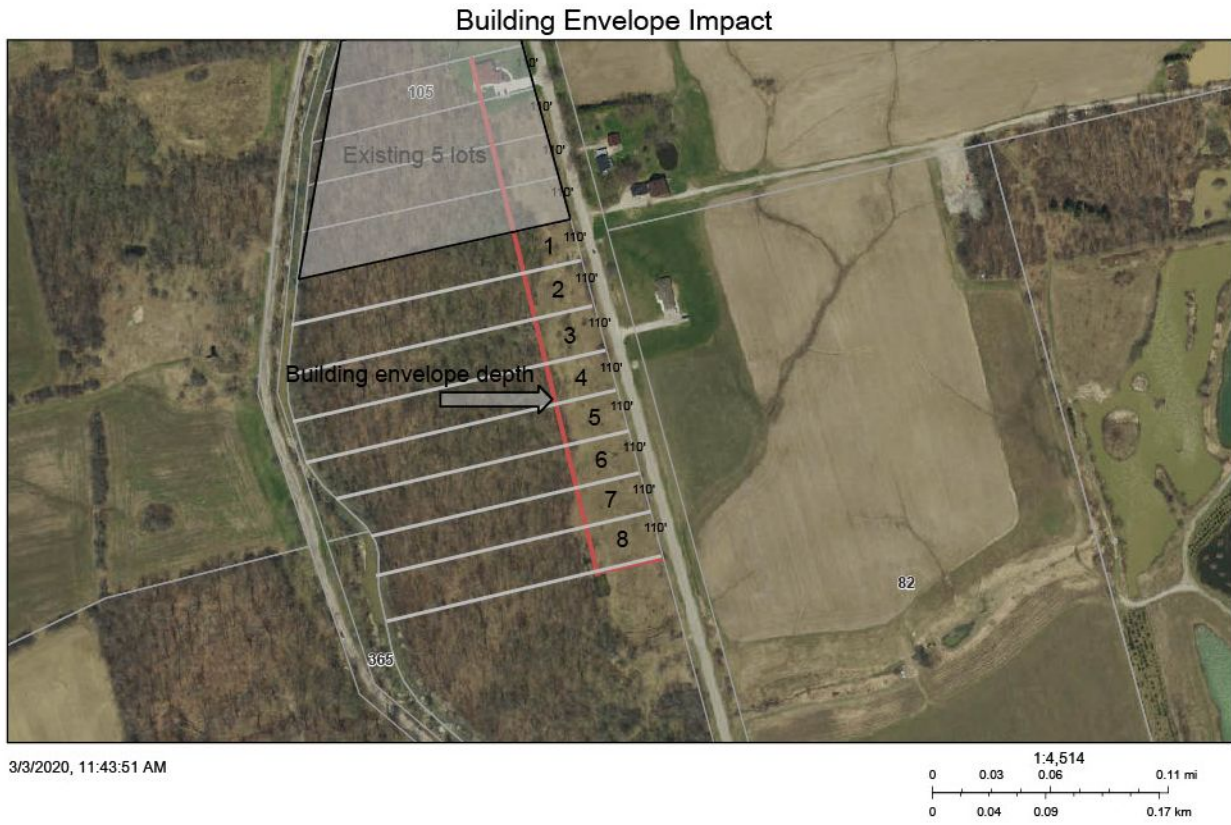 Building Envelope Impact
0'
105
110'
Existing 5 lots
110'
110'
1 110'
2 110'
3 110'
Building envelope depth
4 110'
5 110'
6 110'
7 110'
8 110'
82
365
3/3/2020, 11:43:51 AM
1:4,514
0 0.03 0.06 0.11 mi
0 0.04 0.09 0.17 km